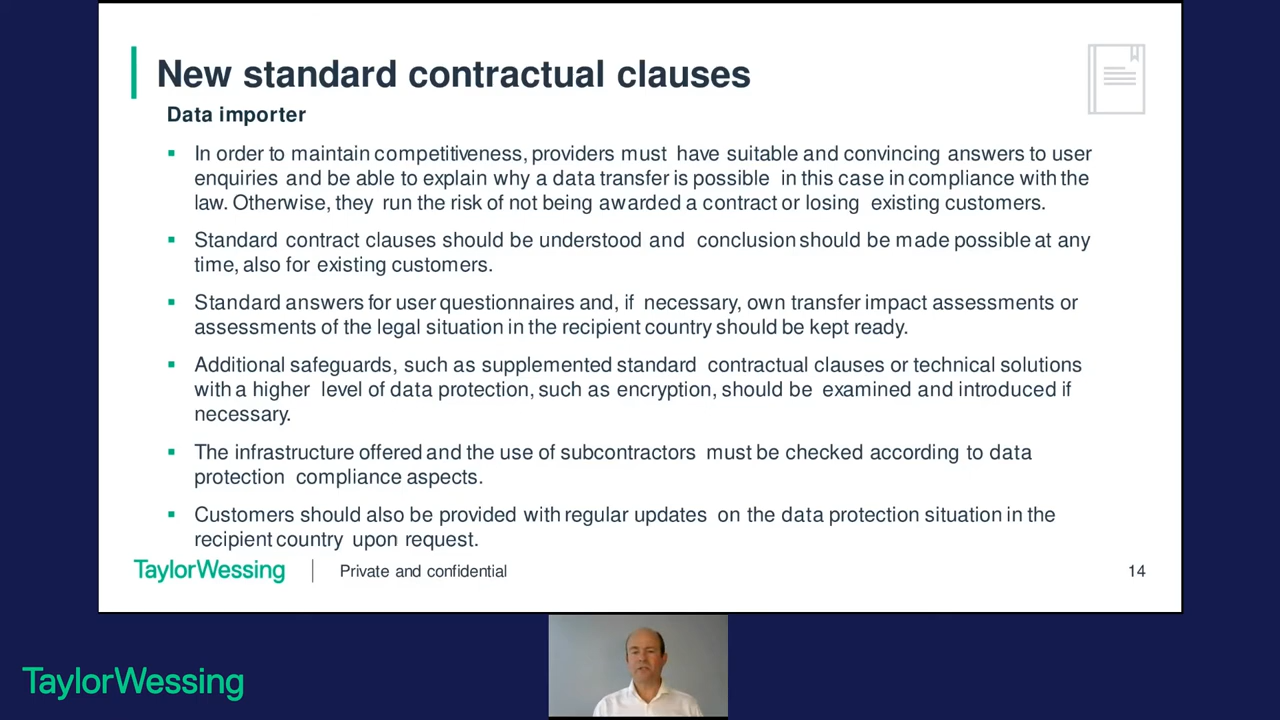 New standard contractual clauses
Data importer
▪ In order to maintain competitiveness, providers must have suitable and convincing answers to user
enquiries and be able to explain why a data transfer is possible in this case in compliance with the
law. Otherwise, they run the risk of not being awarded a contract or losing existing customers.
▪ Standard contract clauses should be understood and conclusion should be made possible at any
time, also for existing customers.
▪ Standard answers for user questionnaires and, if necessary, own transfer impact assessments or
assessments of the legal situation in the recipient country should be kept ready.
▪ Additional safeguards, such as supplemented standard contractual clauses or technical solutions
with a higher level of data protection, such as encryption, should be examined and introduced if
necessary.
▪ The infrastructure offered and the use of subcontractors must be checked according to data
protection compliance aspects.
▪ Customers should also be provided with regular updates on the data protection situation in the
recipient country upon request.
TaylorWessing | Private and confidential 14
TaylorWessing